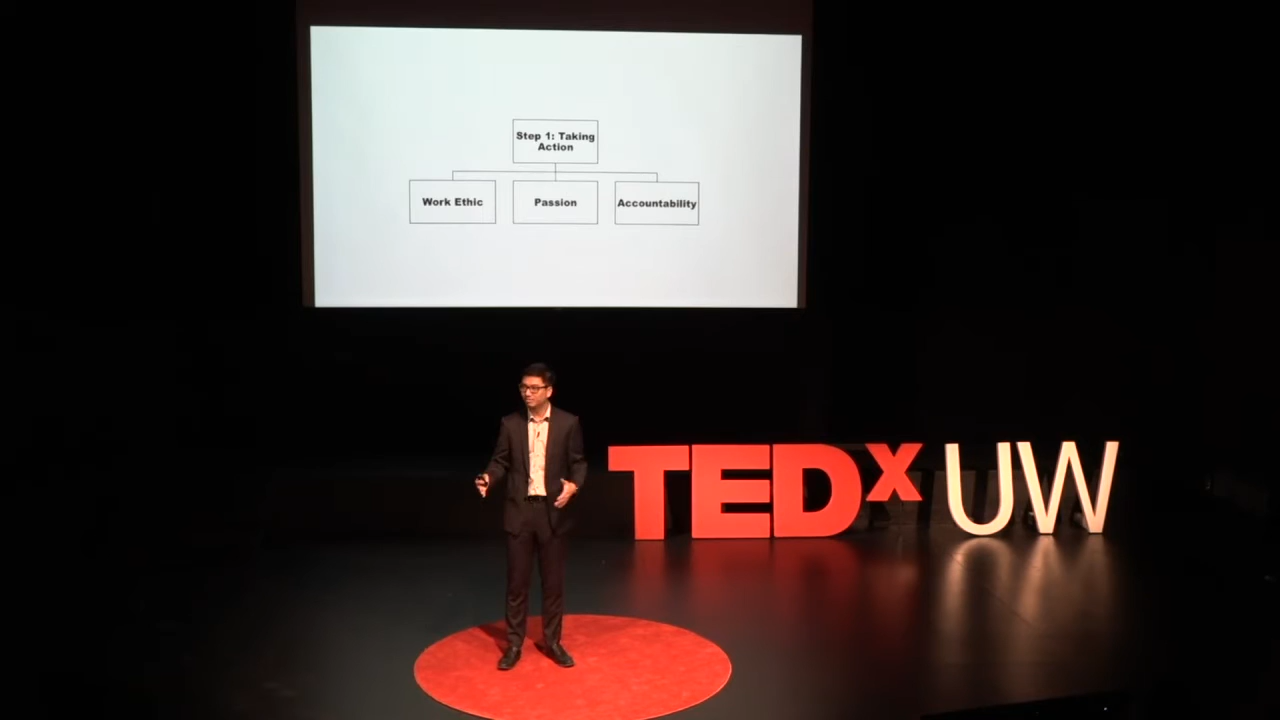 Step 1: Taking
Action
Work Ethic
Passion
Accountability
TEDx UW